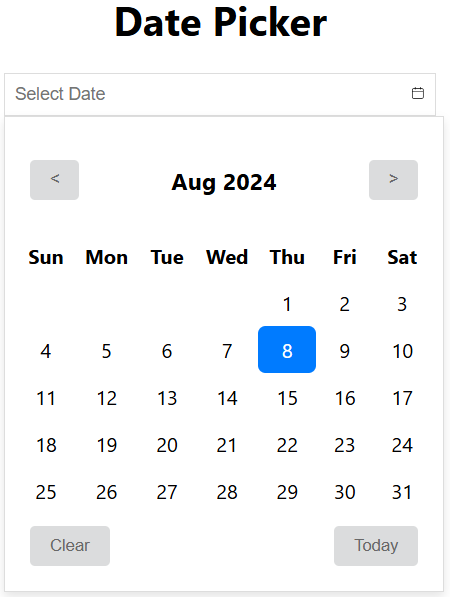 Date Picker
Select Date
< Aug 2024 >
Sun Mon Tue Wed Thu Fri Sat
1 2 3
4 5 6 7 8 9 10
11 12 13 14 15 16 17
18 19 20 21 22 23 24
25 26 27 28 29 30 31
Clear Today